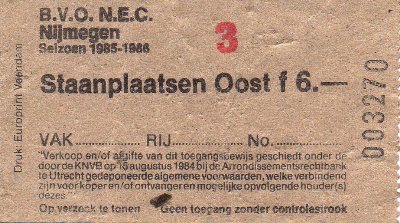 B.V.O. N.E.C.
Nijmegen
Seizoen 1985-1986
3
Staanplaatsen Oost f 6.—
VAK RIJ No.
"Verkoop en/of afgifte van dit toegangsbewijs geschiedt onder de
door de KNVB op 15 augustus 1984 bij de Arrondissementsrechtbank
te Utrecht gedeponeerde algemene voorwaarden, welke verbindend
zijn voor koper en/of ontvanger en mogelijke opvolgende houder(s)
dezes."
Op verzoek te tonen - Geen toegang zonder controlestrook
Druk: Europrint Veendam
003270